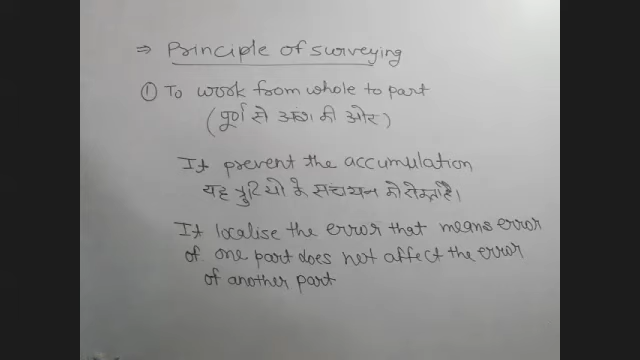 ⇒ Principle of surveying
① To work from whole to part
(पूर्ण से अंश की ओर)
It prevent the accumulation
यह त्रुटियो के संचयन को रोकता है।
It localise the error that means error
of one part does not affect the error
of another part